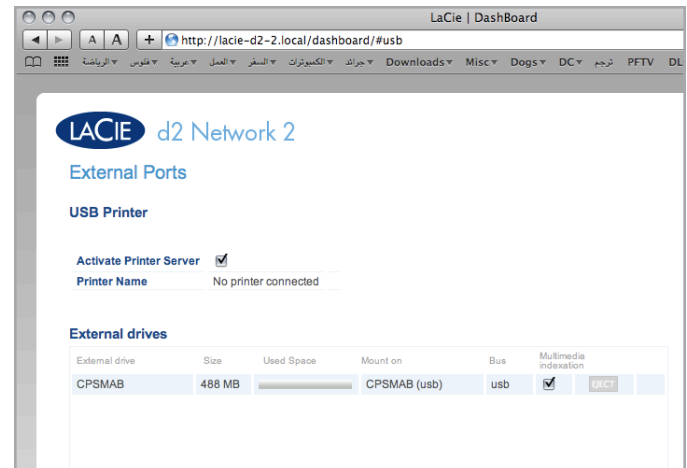 LaCie | DashBoard
A A + http://lacie-d2-2.local/dashboard/#usb
الرياضة فلوس عربية العمل السفر الكمبيوترات جرائد Downloads Misc Dogs DC ترجم PFTV DL
LACIE d2 Network 2
External Ports
USB Printer
Activate Printer Server
Printer Name No printer connected
External drives
External drive Size Used Space Mount on Bus Multimedia indexation
CPSMAB 488 MB CPSMAB (usb) usb EJECT